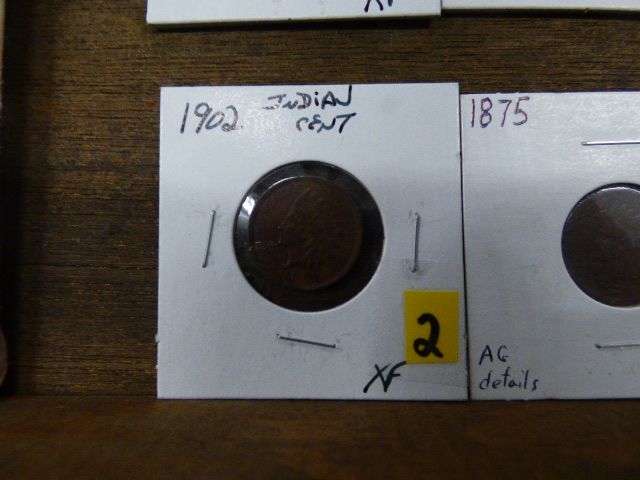 1902 INDIAN
CENT
XF
2
1875
AG
details